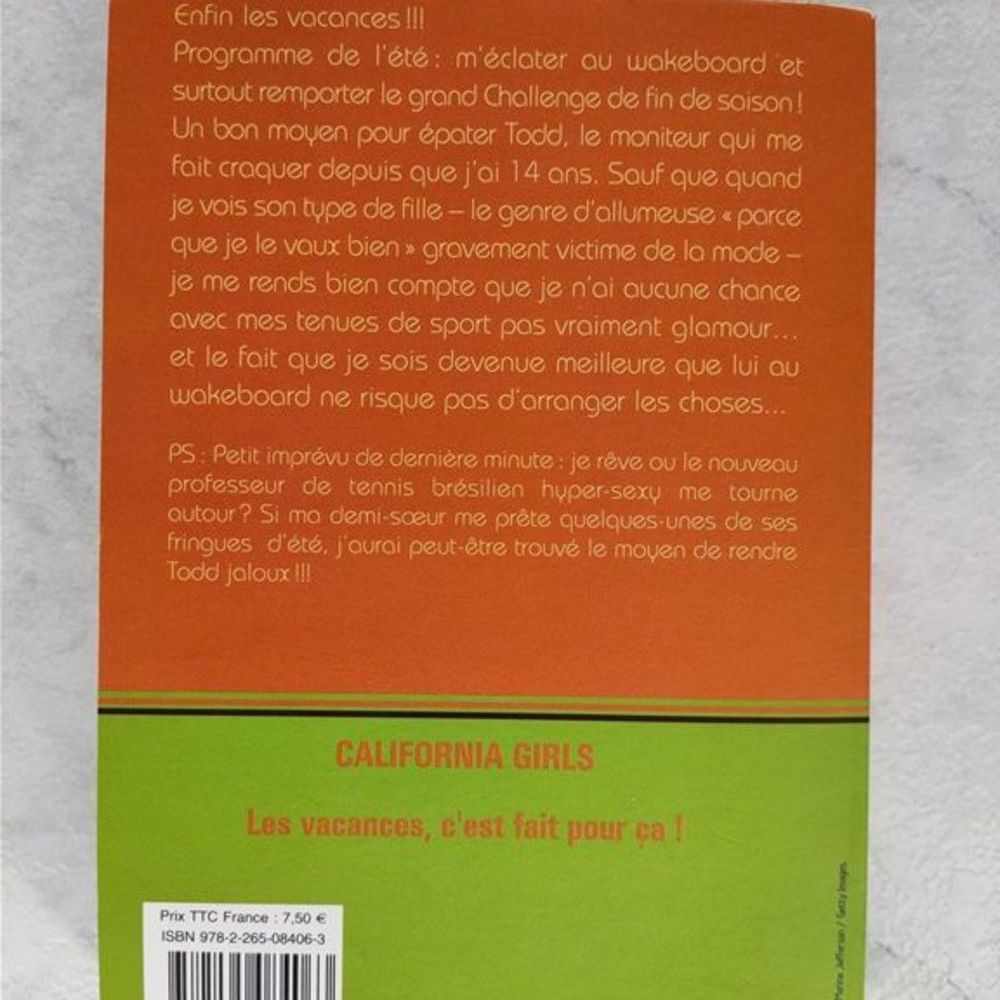 Enfin les vacances !!!
Programme de l'été : m'éclater au wakeboard et
surtout remporter le grand Challenge de fin de saison !
Un bon moyen pour épater Todd, le moniteur qui me
fait craquer depuis que j'ai 14 ans. Sauf que quand
je vois son type de fille – le genre d'allumeuse « parce
que je le vaux bien » gravement victime de la mode –
je me rends bien compte que je n'ai aucune chance
avec mes tenues de sport pas vraiment glamour...
et le fait que je sois devenue meilleure que lui au
wakeboard ne risque pas d'arranger les choses...
PS : Petit imprévu de dernière minute : je rêve ou le nouveau
professeur de tennis brésilien hyper-sexy me tourne
autour ? Si ma demi-sœur me prête quelques-unes de ses
fringues d'été, j'aurai peut-être trouvé le moyen de rendre
Todd jaloux !!!
CALIFORNIA GIRLS
Les vacances, c'est fait pour ça !
Prix TTC France : 7,50 €
ISBN 978-2-265-08406-3
Jefferson / Getty Images